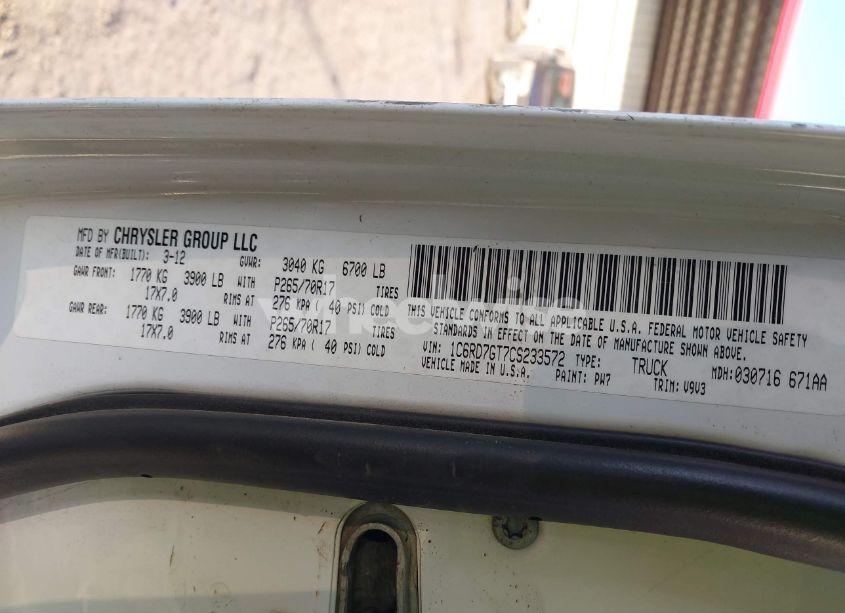 MFD BY CHRYSLER GROUP LLC
DATE OF MFR(BUILT): 3-12 GVWR: 3040 KG 6700 LB
GAWR FRONT: 1770 KG 3900 LB WITH P265/70R17 TIRES
17X7.0 RIMS AT 276 KPA ( 40 PSI) COLD
GAWR REAR: 1770 KG 3900 LB WITH P265/70R17 TIRES
17X7.0 RIMS AT 276 KPA ( 40 PSI) COLD
THIS VEHICLE CONFORMS TO ALL APPLICABLE U.S.A. FEDERAL MOTOR VEHICLE SAFETY
STANDARDS IN EFFECT ON THE DATE OF MANUFACTURE SHOWN ABOVE.
VIN: 1C6RD7GT7CS233572 TYPE: TRUCK MDH:030716 671AA
VEHICLE MADE IN U.S.A. PAINT: PW7 TRIM: V9V3